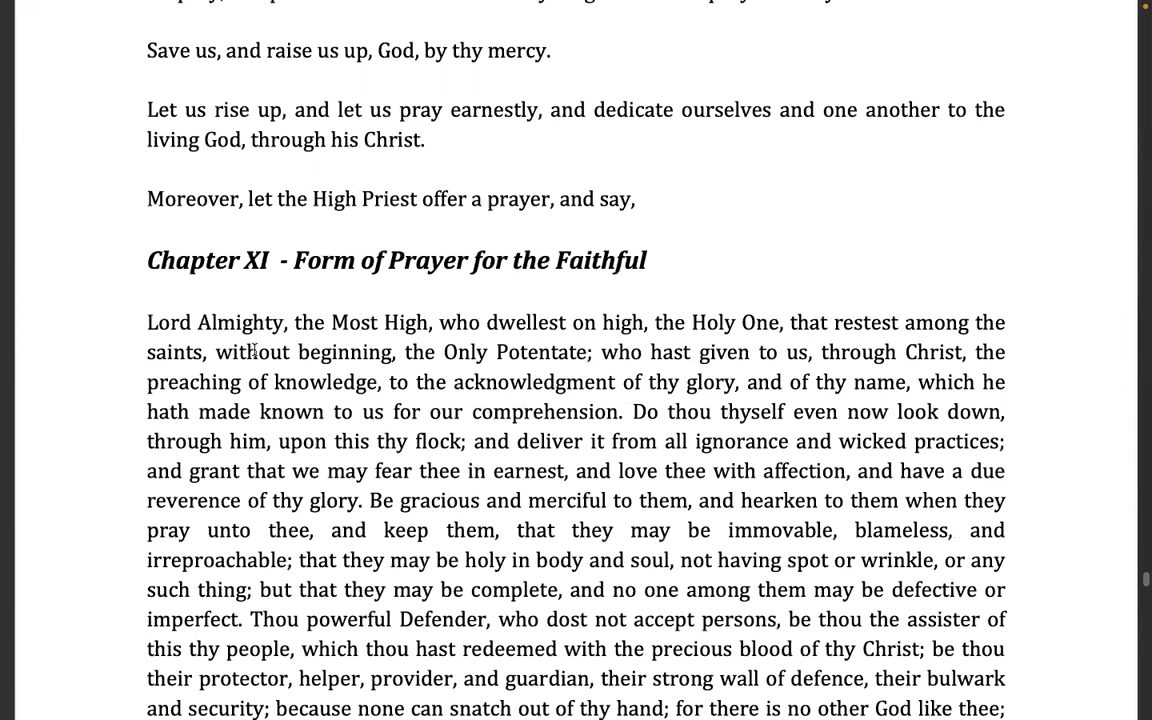 Save us, and raise us up, God, by thy mercy.
Let us rise up, and let us pray earnestly, and dedicate ourselves and one another to the
living God, through his Christ.
Moreover, let the High Priest offer a prayer, and say,
Chapter XI - Form of Prayer for the Faithful
Lord Almighty, the Most High, who dwellest on high, the Holy One, that restest among the
saints, without beginning, the Only Potentate; who hast given to us, through Christ, the
preaching of knowledge, to the acknowledgment of thy glory, and of thy name, which he
hath made known to us for our comprehension. Do thou thyself even now look down,
through him, upon this thy flock; and deliver it from all ignorance and wicked practices;
and grant that we may fear thee in earnest, and love thee with affection, and have a due
reverence of thy glory. Be gracious and merciful to them, and hearken to them when they
pray unto thee, and keep them, that they may be immovable, blameless, and
irreproachable; that they may be holy in body and soul, not having spot or wrinkle, or any
such thing; but that they may be complete, and no one among them may be defective or
imperfect. Thou powerful Defender, who dost not accept persons, be thou the assister of
this thy people, which thou hast redeemed with the precious blood of thy Christ; be thou
their protector, helper, provider, and guardian, their strong wall of defence, their bulwark
and security; because none can snatch out of thy hand; for there is no other God like thee;